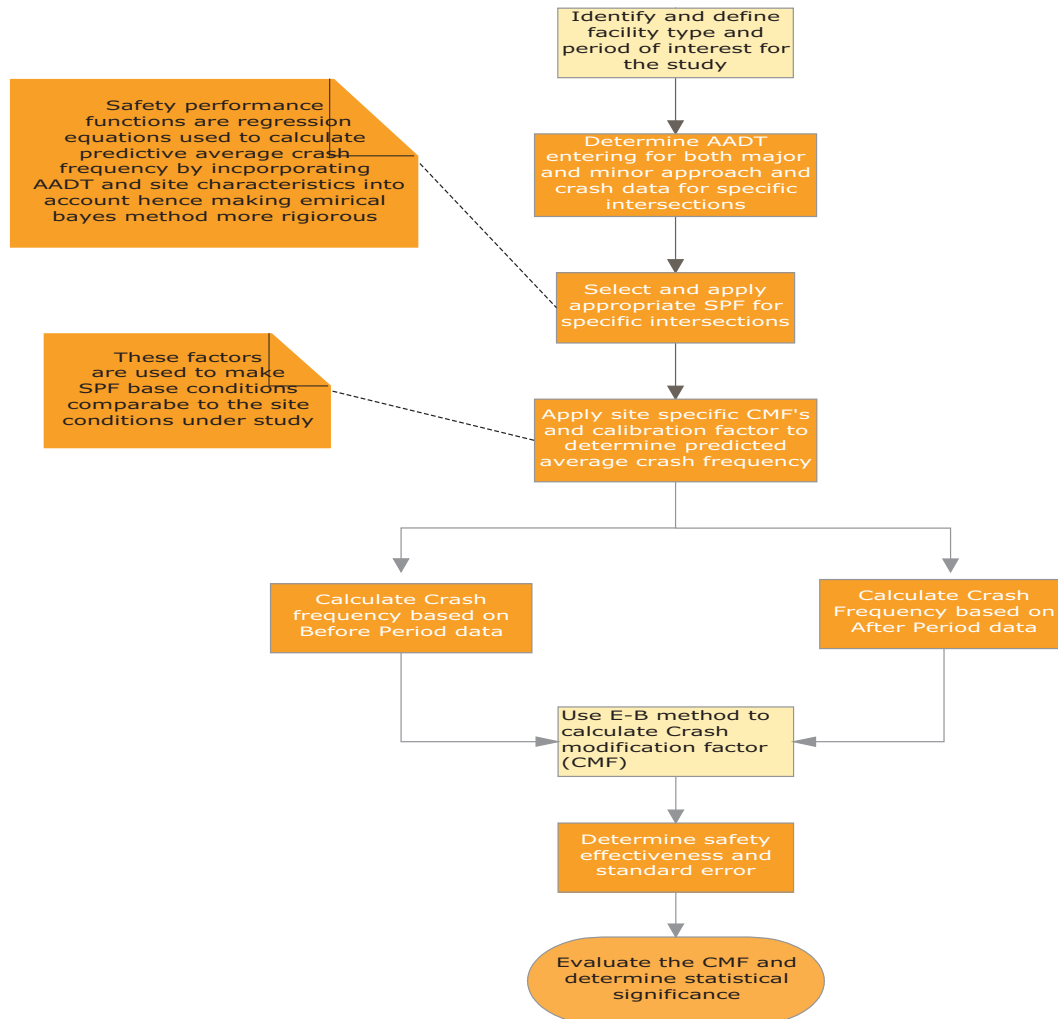 Identify and define
facility type and
period of interest for
the study
Safety performance
functions are regression
equations used to calculate
predictive average crash
frequency by incporporating
AADT and site characteristics into
account hence making emirical
bayes method more rigiorous
Determine AADT
entering for both major
and minor approach and
crash data for specific
intersections
Select and apply
appropriate SPF for
specific intersections
These factors
are used to make
SPF base conditions
comparabe to the site
conditions under study
Apply site specific CMF's
and calibration factor to
determine predicted
average crash frequency
Calculate Crash
frequency based on
Before Period data
Calculate Crash
Frequency based on
After Period data
Use E-B method to
calculate Crash
modification factor
(CMF)
Determine safety
effectiveness and
standard error
Evaluate the CMF and
determine statistical
significance